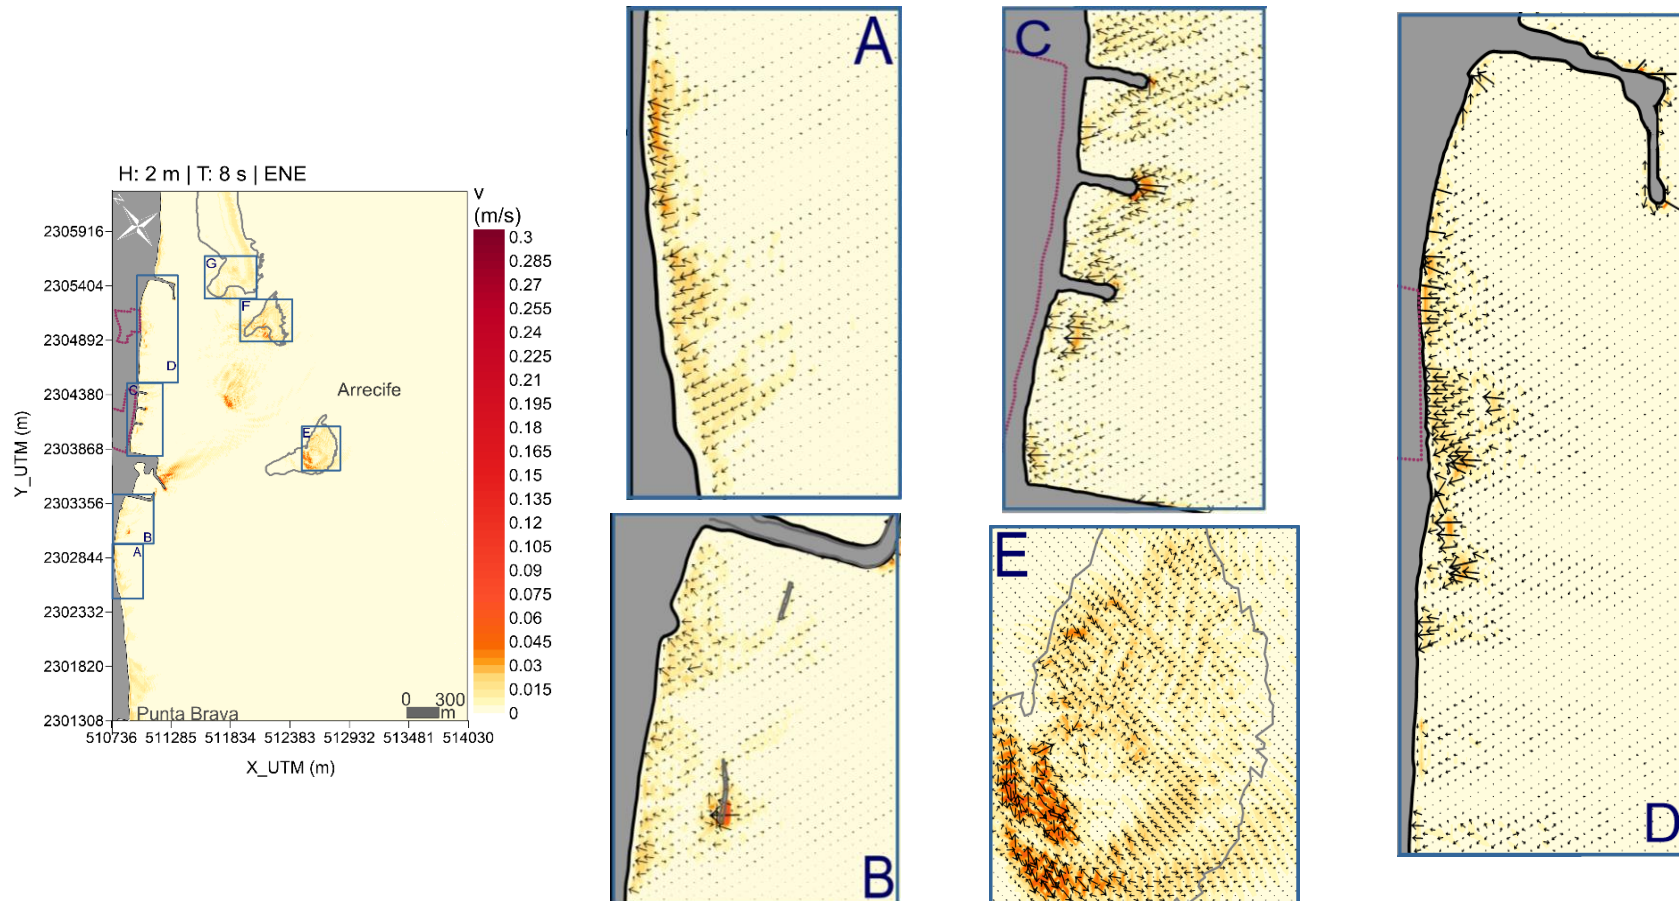 H: 2 m | T: 8 s | ENE
v
(m/s)
0.3
0.285
0.27
0.255
0.24
0.225
0.21
0.195
0.18
0.165
0.15
0.135
0.12
0.105
0.09
0.075
0.06
0.045
0.03
0.015
0
Y_UTM (m)
2305916
2305404
2304892
2304380
2303868
2303356
2302844
2302332
2301820
2301308
510736
511285
511834
512383
512932
513481
514030
X_UTM (m)
G
F
D
C
Arrecife
E
B
A
0 300
m
Punta Brava
A
B
C
E
D